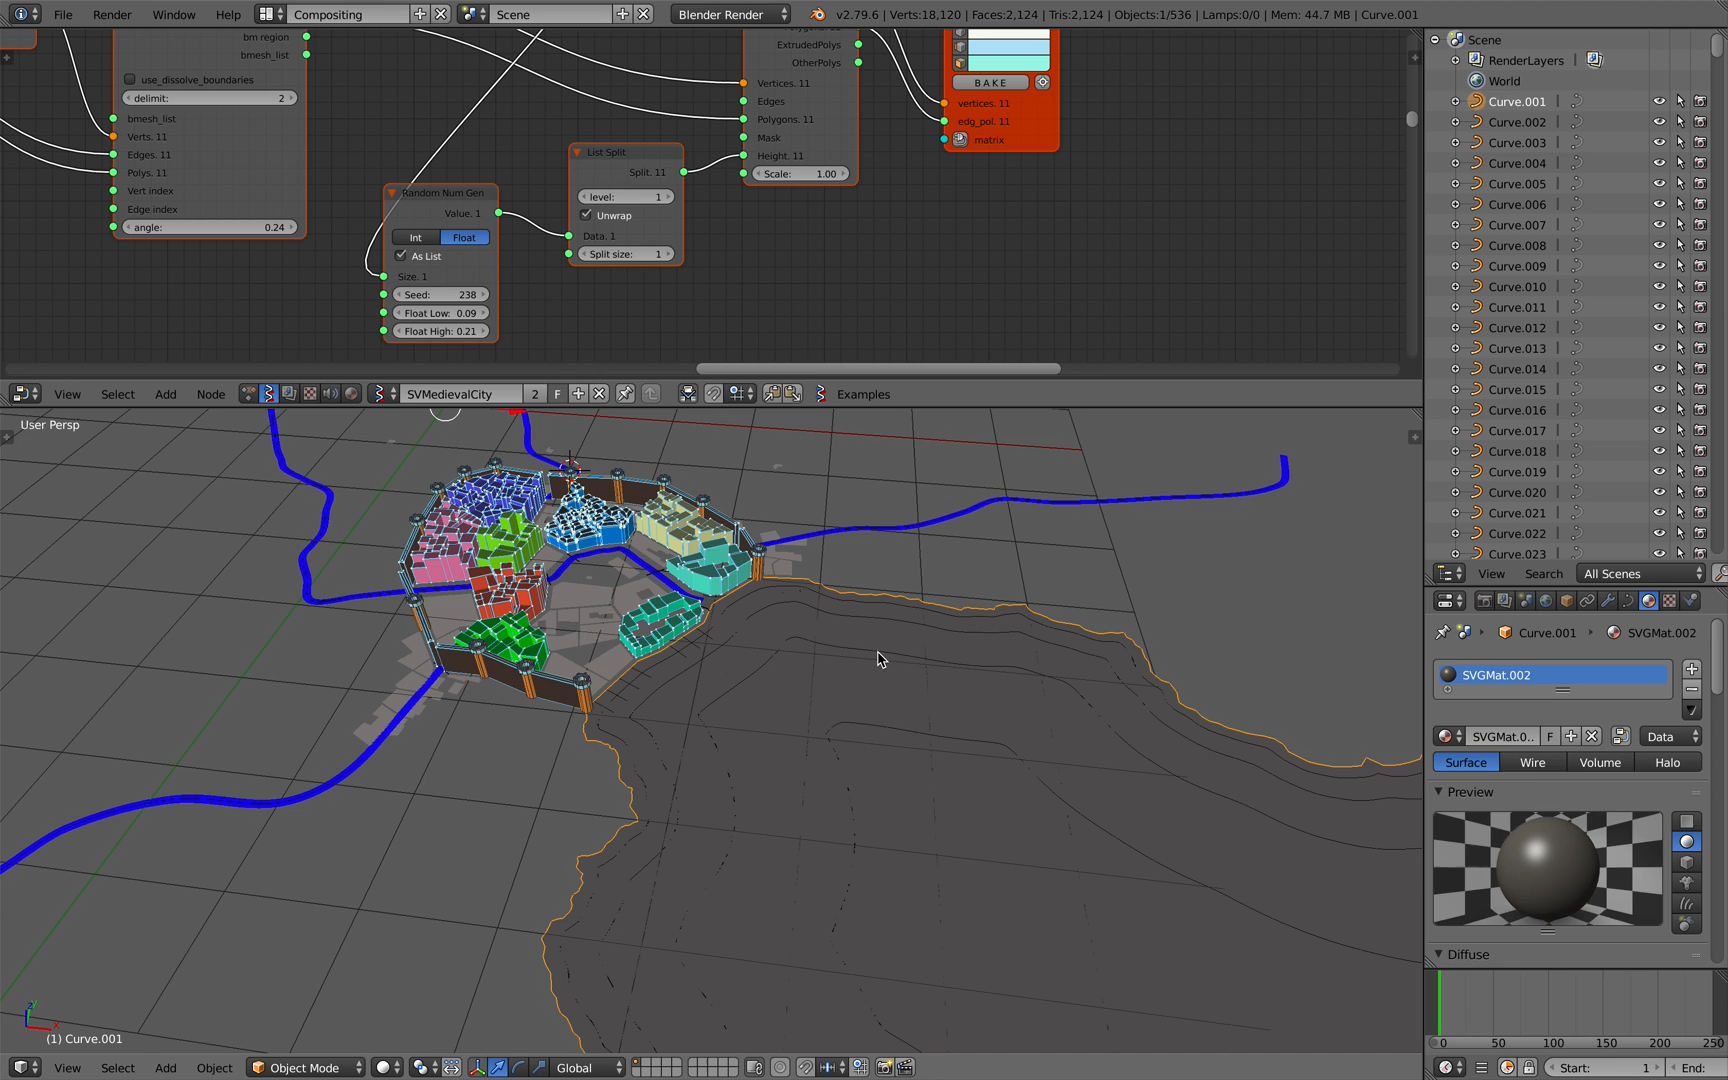 File Render Window Help Compositing Scene Blender Render v2.79.6 | Verts:18,120 | Faces:2,124 | Tris:2,124 | Objects:1/536 | Lamps:0/0 | Mem: 44.7 MB | Curve.001
bm region
bmesh_list
use_dissolve_boundaries
delimit: 2
bmesh_list
Verts. 11
Edges. 11
Polys. 11
Vert index
Edge index
angle: 0.24
Random Num Gen
Value. 1
Int Float
As List
Size. 1
Seed: 238
Float Low: 0.09
Float High: 0.21
List Split
Split. 11
level: 1
Unwrap
Data. 1
Split size: 1
ExtrudedPolys
OtherPolys
Vertices. 11
Edges
Polygons. 11
Mask
Height. 11
Scale: 1.00
BAKE
vertices. 11
edg_pol. 11
matrix
View Select Add Node SVMedievalCity 2 F Examples
User Persp
(1) Curve.001
View Select Add Object Object Mode Global
Scene
RenderLayers
World
Curve.001
Curve.002
Curve.003
Curve.004
Curve.005
Curve.006
Curve.007
Curve.008
Curve.009
Curve.010
Curve.011
Curve.012
Curve.013
Curve.014
Curve.015
Curve.016
Curve.017
Curve.018
Curve.019
Curve.020
Curve.021
Curve.022
Curve.023
View Search All Scenes
Curve.001 SVGMat.002
SVGMat.002
SVGMat.0.. F Data
Surface Wire Volume Halo
Preview
Diffuse
0 50 100 150 200 250
Start: 1 End: